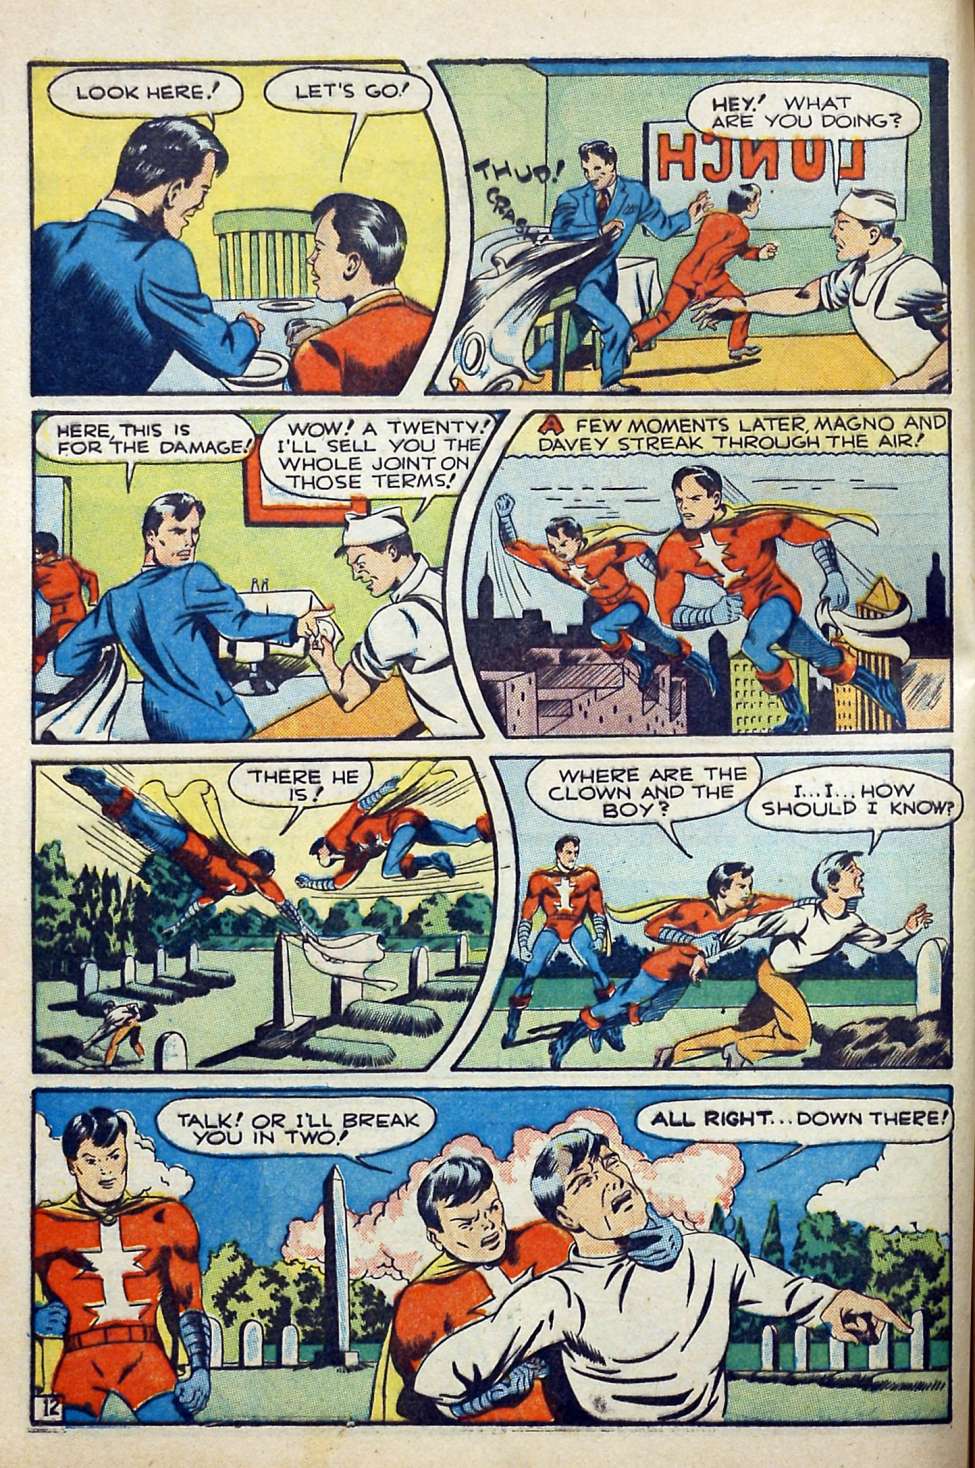 LOOK HERE!
LET'S GO!
HEY! WHAT
ARE YOU DOING?
THUD!
CRASH
LUNCH
HERE, THIS IS
FOR THE DAMAGE!
WOW! A TWENTY!
I'LL SELL YOU THE
WHOLE JOINT ON
THOSE TERMS!
A FEW MOMENTS LATER, MAGNO AND
DAVEY STREAK THROUGH THE AIR!
THERE HE
IS!
WHERE ARE THE
CLOWN AND THE
BOY?
I...I...HOW
SHOULD I KNOW?
TALK! OR I'LL BREAK
YOU IN TWO!
ALL RIGHT...DOWN THERE!
12